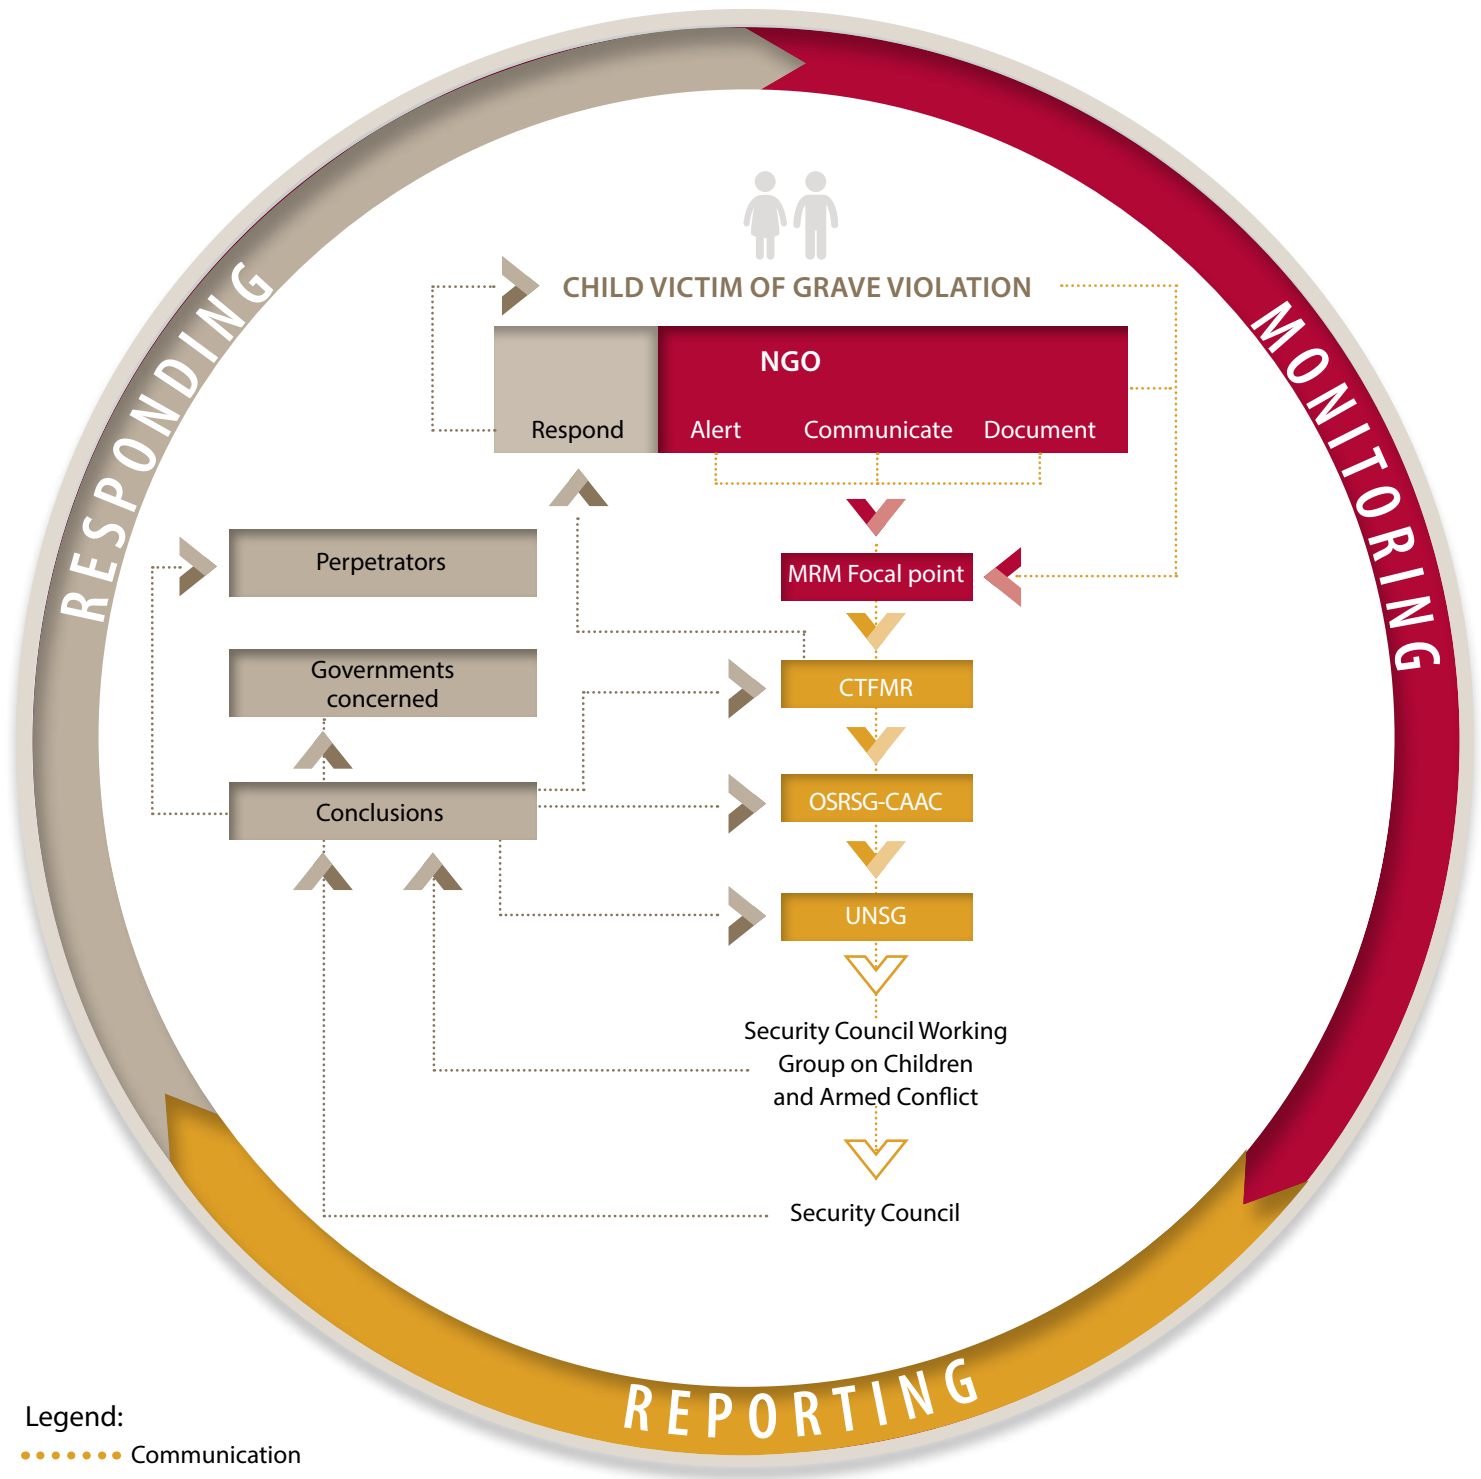 CHILD VICTIM OF GRAVE VIOLATION
NGO
Respond
Alert
Communicate
Document
MRM Focal point
Perpetrators
Governments
concerned
Conclusions
CTFMR
OSRSG-CAAC
UNSG
Security Council Working
Group on Children
and Armed Conflict
Security Council
MONITORING
REPORTING
RESPONDING
Legend:
Communication